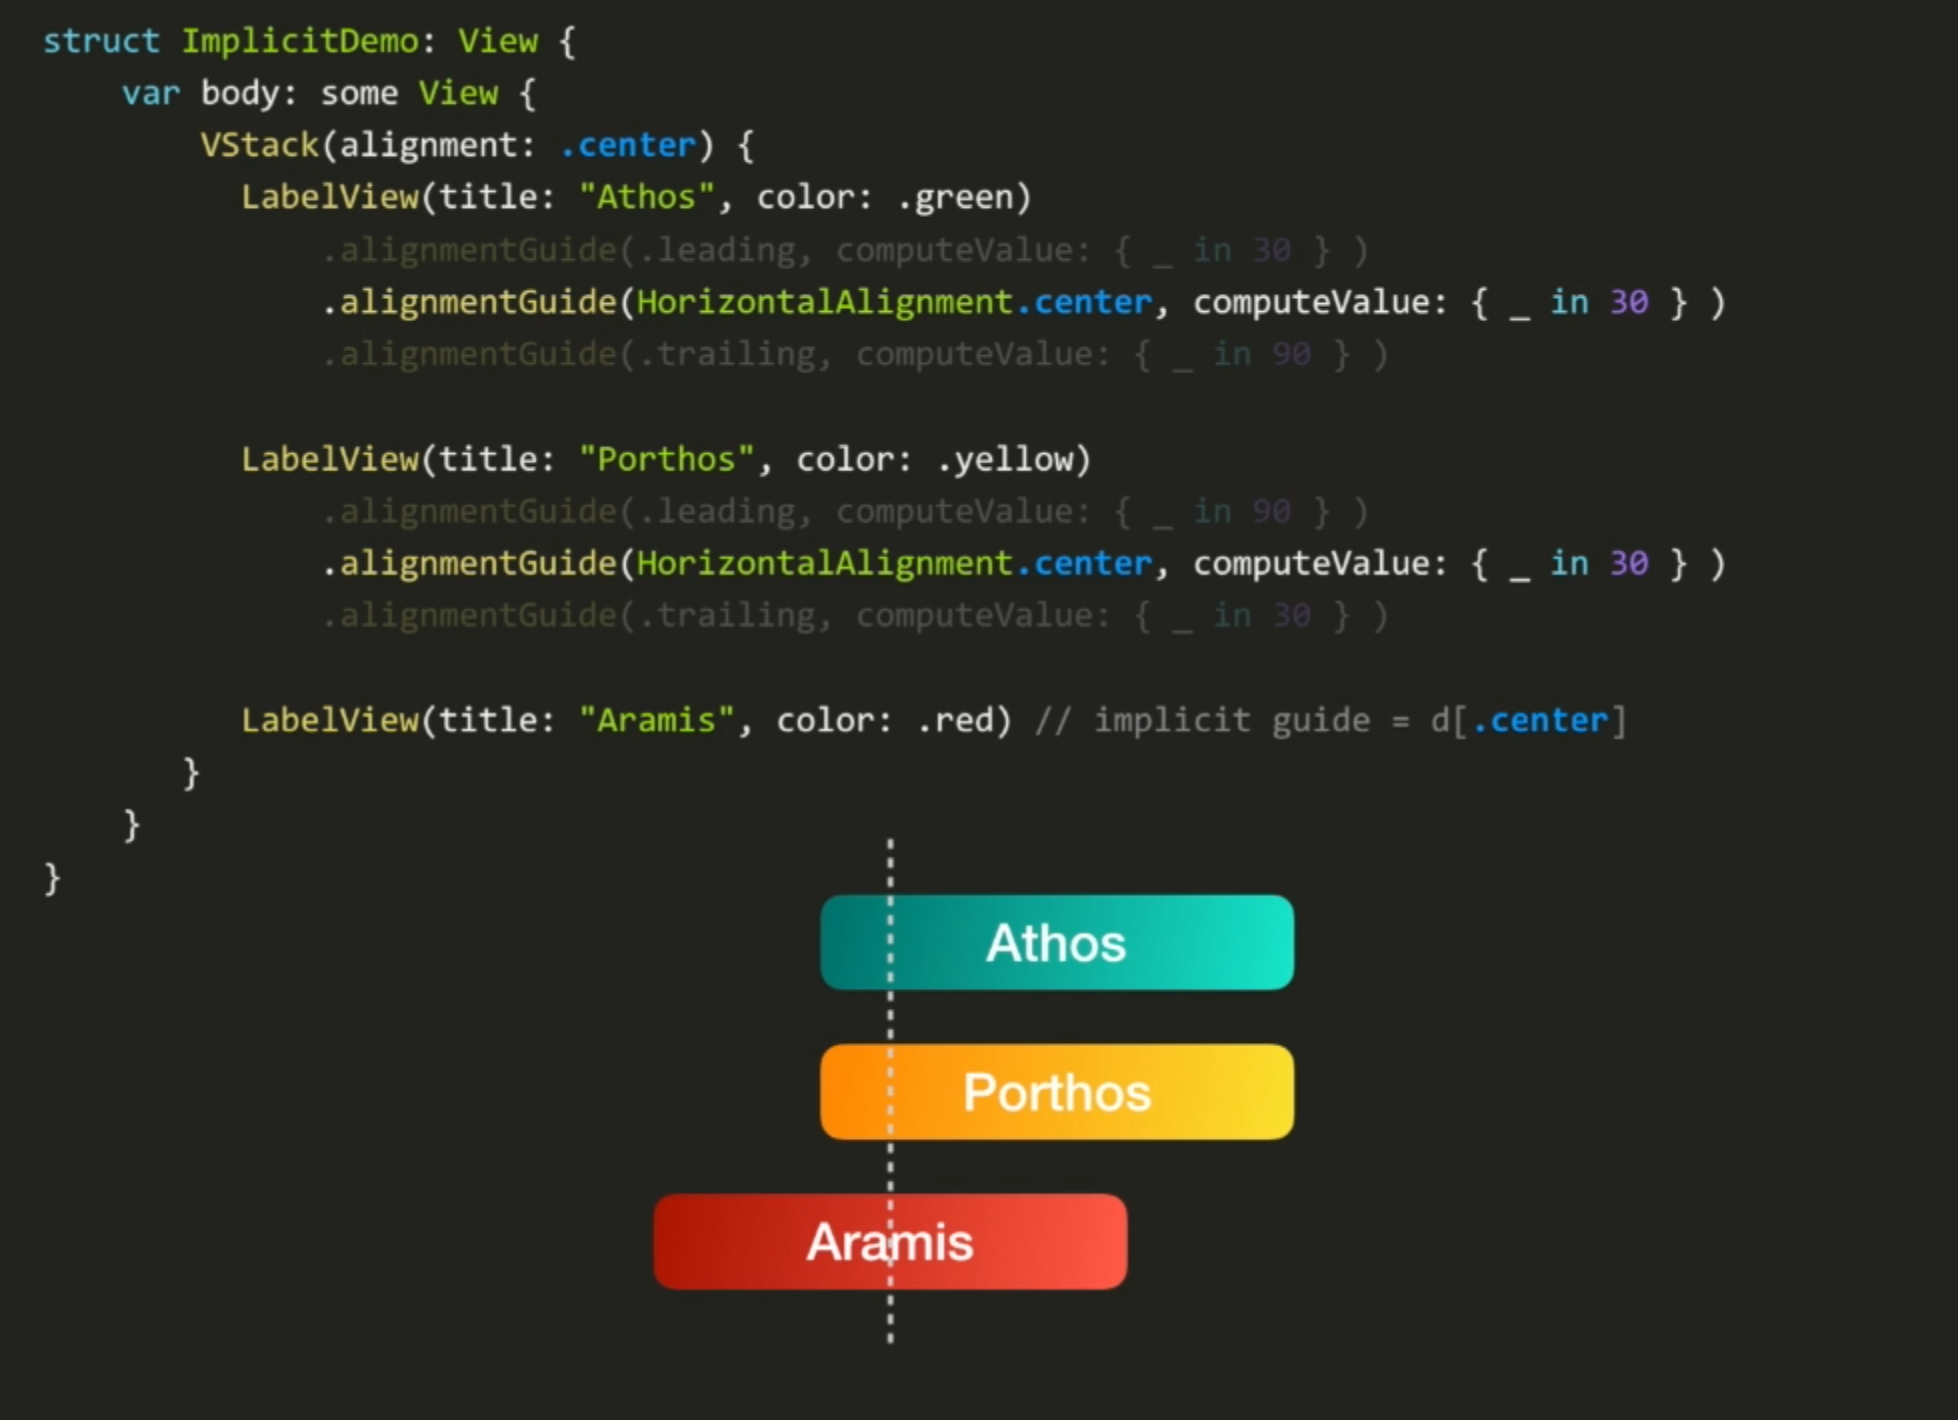 struct ImplicitDemo: View {
    var body: some View {
        VStack(alignment: .center) {
          LabelView(title: "Athos", color: .green)
              .alignmentGuide(.leading, computeValue: { _ in 30 } )
              .alignmentGuide(HorizontalAlignment.center, computeValue: { _ in 30 } )
              .alignmentGuide(.trailing, computeValue: { _ in 90 } )
          LabelView(title: "Porthos", color: .yellow)
              .alignmentGuide(.leading, computeValue: { _ in 90 } )
              .alignmentGuide(HorizontalAlignment.center, computeValue: { _ in 30 } )
              .alignmentGuide(.trailing, computeValue: { _ in 30 } )
          LabelView(title: "Aramis", color: .red) // implicit guide = d[.center]
       }
    }
}
Athos
Porthos
Aramis